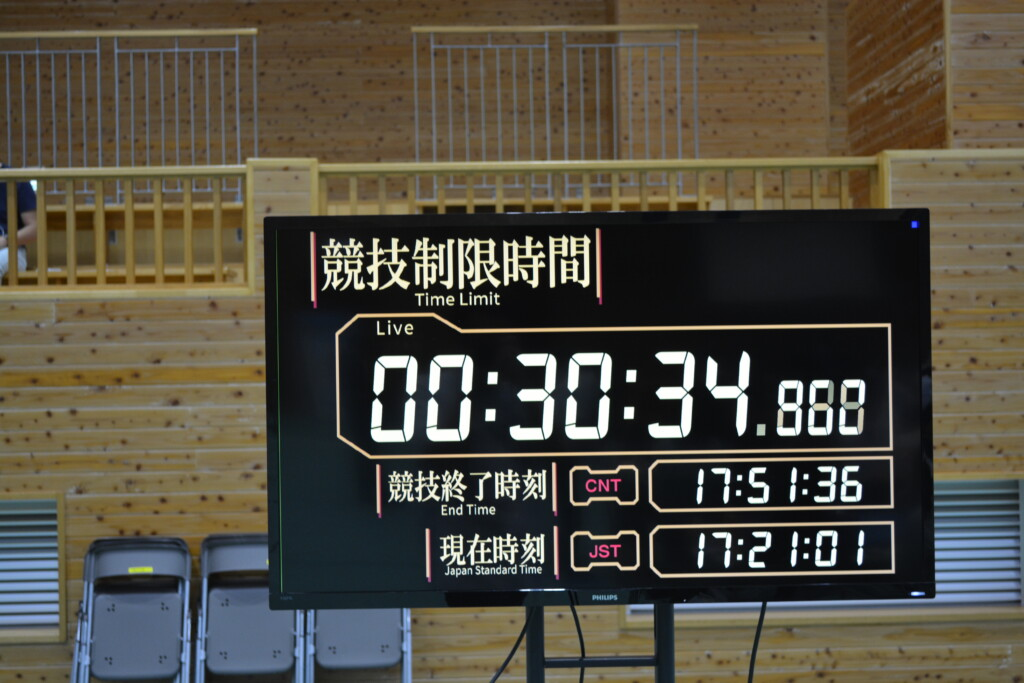 競技制限時間
Time Limit
Live
00:30:34
競技終了時刻
End Time
CNT
17:51:36
現在時刻
Japan Standard Time
JST
17:21:01
PHILIPS